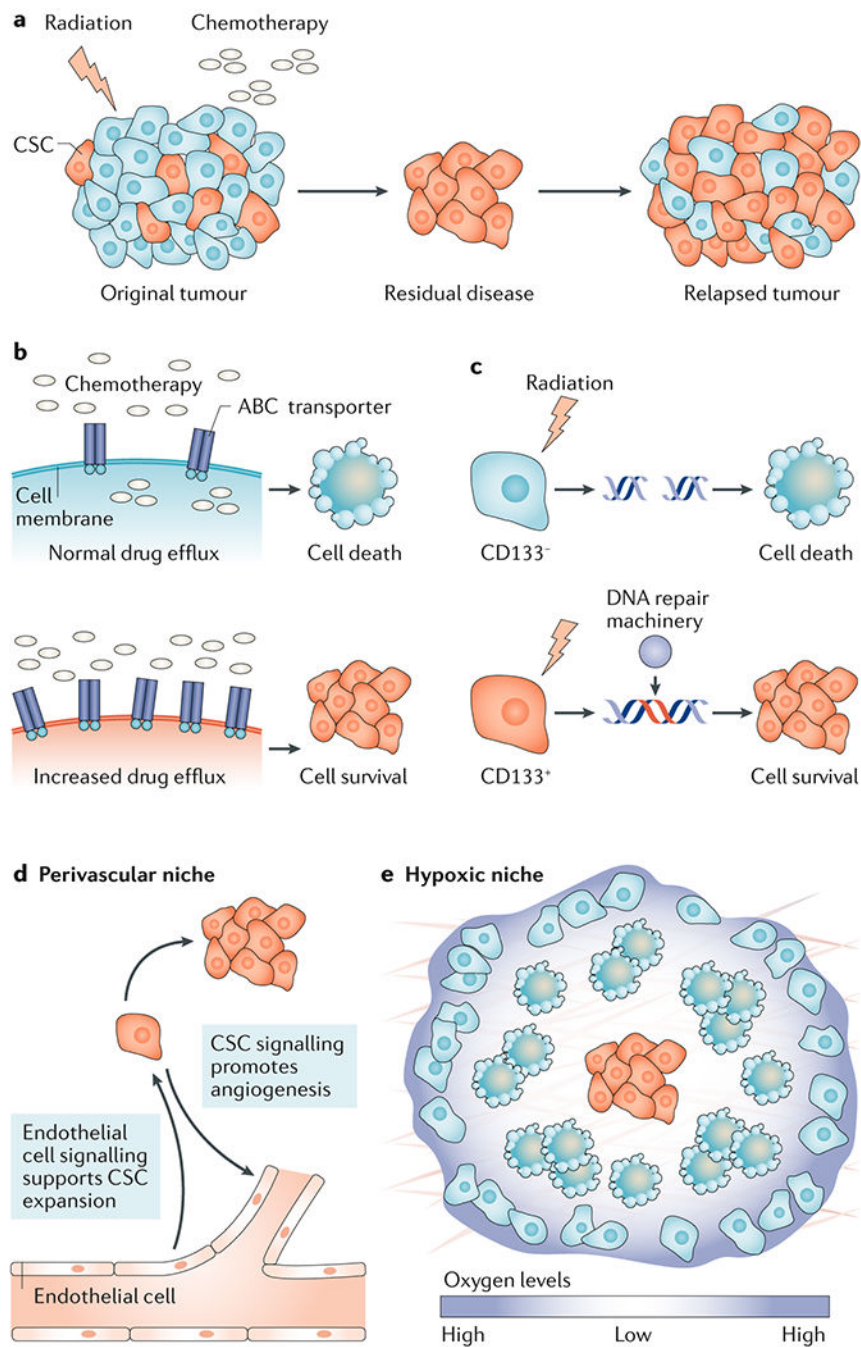 a
Radiation
Chemotherapy
CSC
Original tumour
Residual disease
Relapsed tumour
b
Chemotherapy
ABC transporter
Cell
membrane
Normal drug efflux
Cell death
Increased drug efflux
Cell survival
c
Radiation
CD133⁻
Cell death
DNA repair
machinery
CD133⁺
Cell survival
d Perivascular niche
CSC signalling
promotes
angiogenesis
Endothelial
cell signalling
supports CSC
expansion
Endothelial cell
e Hypoxic niche
Oxygen levels
High
Low
High